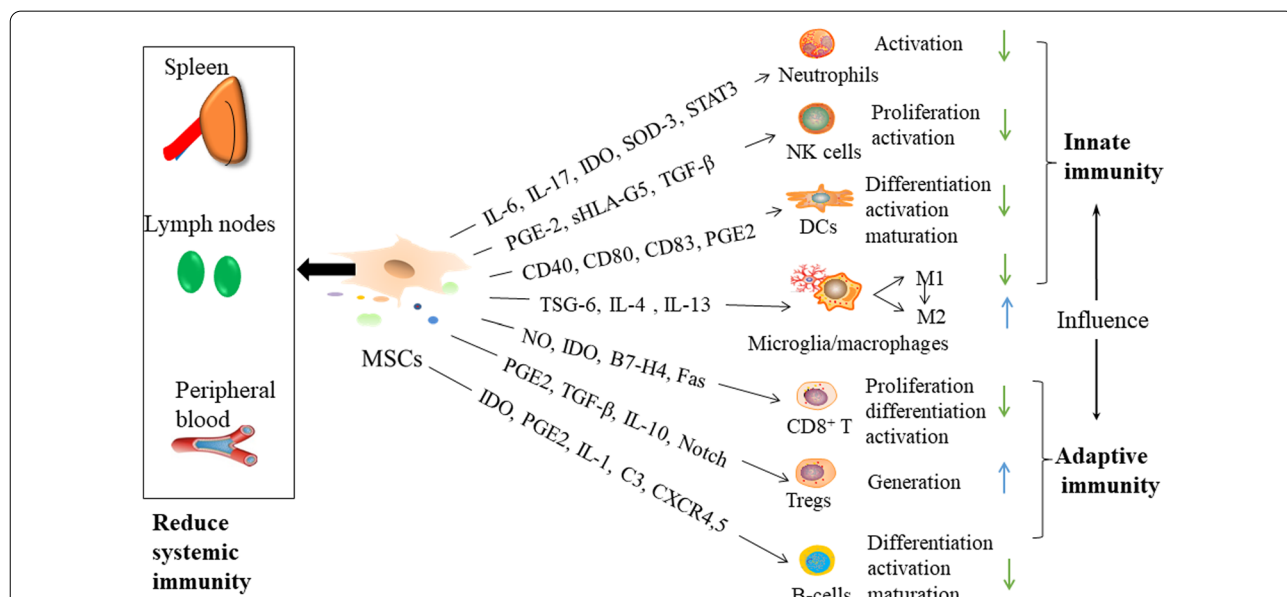 Spleen
Lymph nodes
Peripheral
blood
Reduce
systemic
immunity
MSCs
IL-6, IL-17, IDO, SOD-3, STAT3
PGE-2, sHLA-G5, TGF-β
CD40, CD80, CD83, PGE2
TSG-6, IL-4 , IL-13
NO, IDO, B7-H4, Fas
PGE2, TGF-β, IL-10, Notch
IDO, PGE2, IL-1, C3, CXCR4,5
Neutrophils
Activation
NK cells
Proliferation
activation
DCs
Differentiation
activation
maturation
Microglia/macrophages
M1
M2
CD8⁺ T
Proliferation
differentiation
activation
Tregs
Generation
B-cells
Differentiation
activation
maturation
Innate
immunity
Influence
Adaptive
immunity